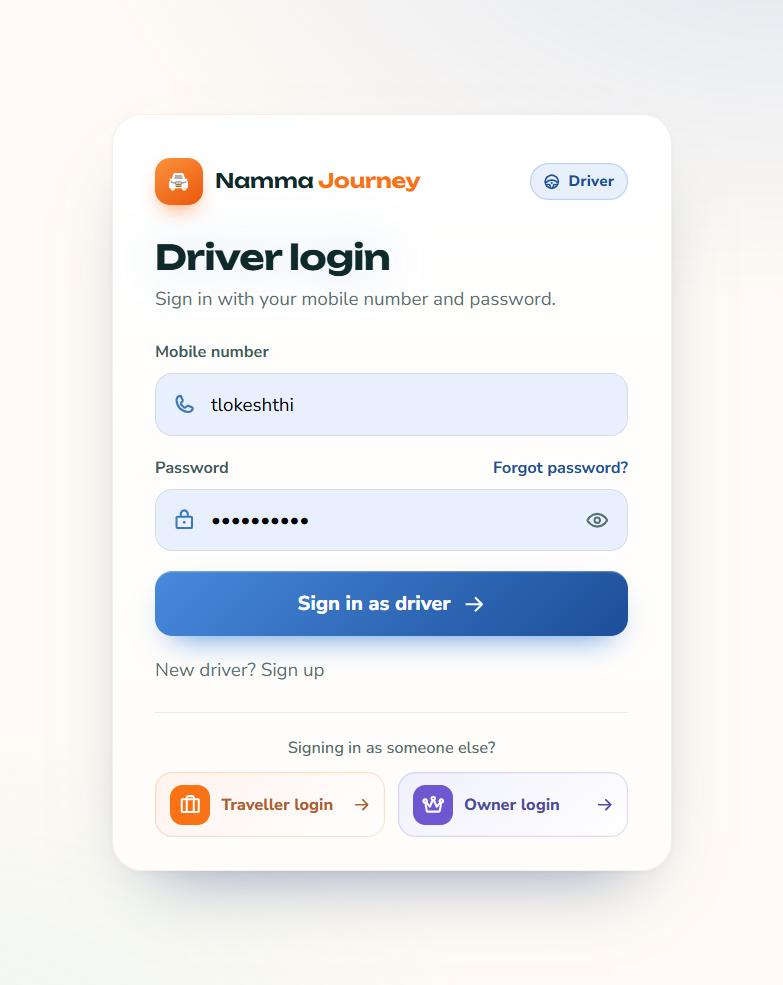 Namma Journey
Driver
Driver login
Sign in with your mobile number and password.
Mobile number
tlokeshthi
Password
Forgot password?
••••••••••
Sign in as driver →
New driver? Sign up
Signing in as someone else?
Traveller login →
Owner login →